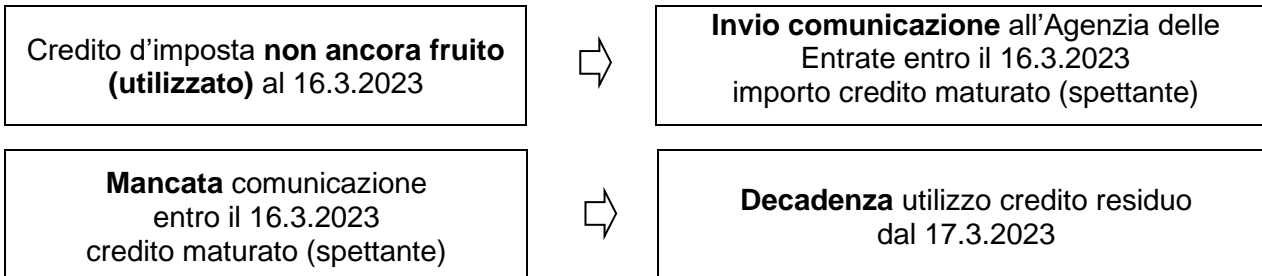 Credito d’imposta non ancora fruito
(utilizzato) al 16.3.2023
Invio comunicazione all’Agenzia delle
Entrate entro il 16.3.2023
importo credito maturato (spettante)
Mancata comunicazione
entro il 16.3.2023
credito maturato (spettante)
Decadenza utilizzo credito residuo
dal 17.3.2023